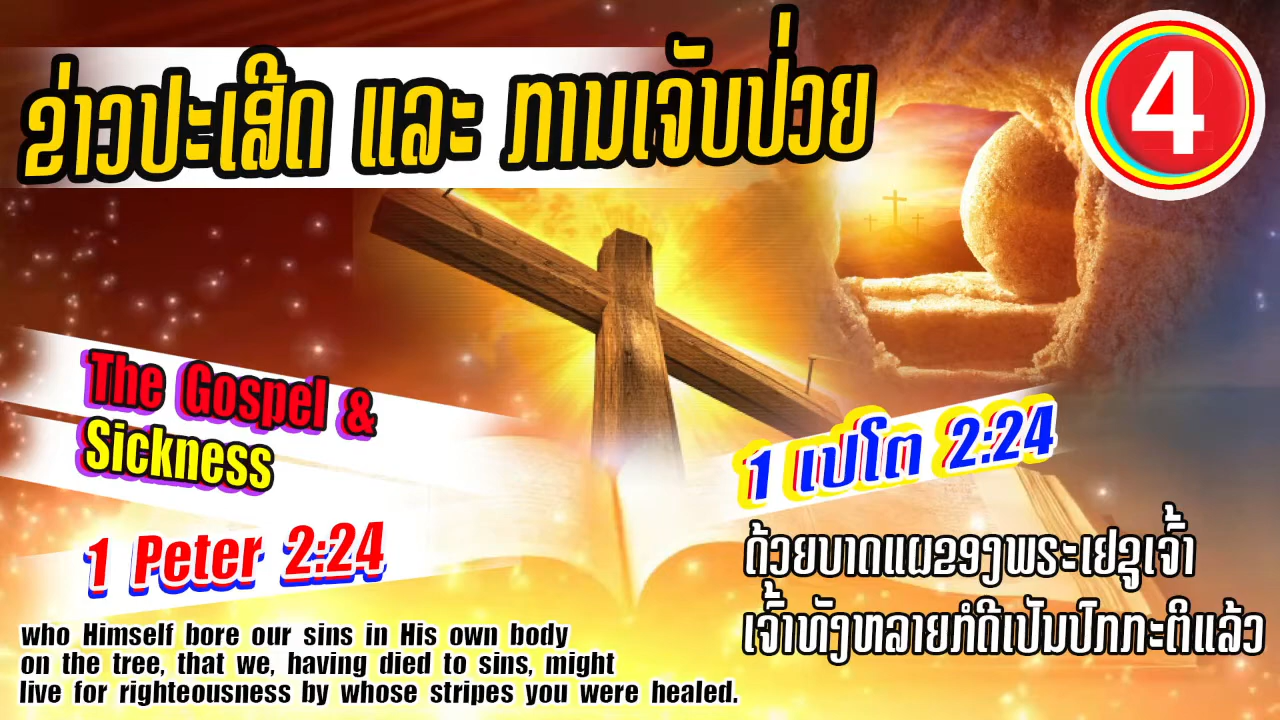 ຂ່າວປະເສີດ ແລະ ການເຈັບປ່ວຍ
4
The Gospel &
Sickness
1 Peter 2:24
who Himself bore our sins in His own body
on the tree, that we, having died to sins, might
live for righteousness by whose stripes you were healed.
1 ເປໂຕ 2:24
ດ້ວຍບາດແຜຂອງພຣະເຢຊູເຈົ້າ
ເຈົ້າທັງຫລາຍກໍດີເປັນປົກກະຕິແລ້ວ